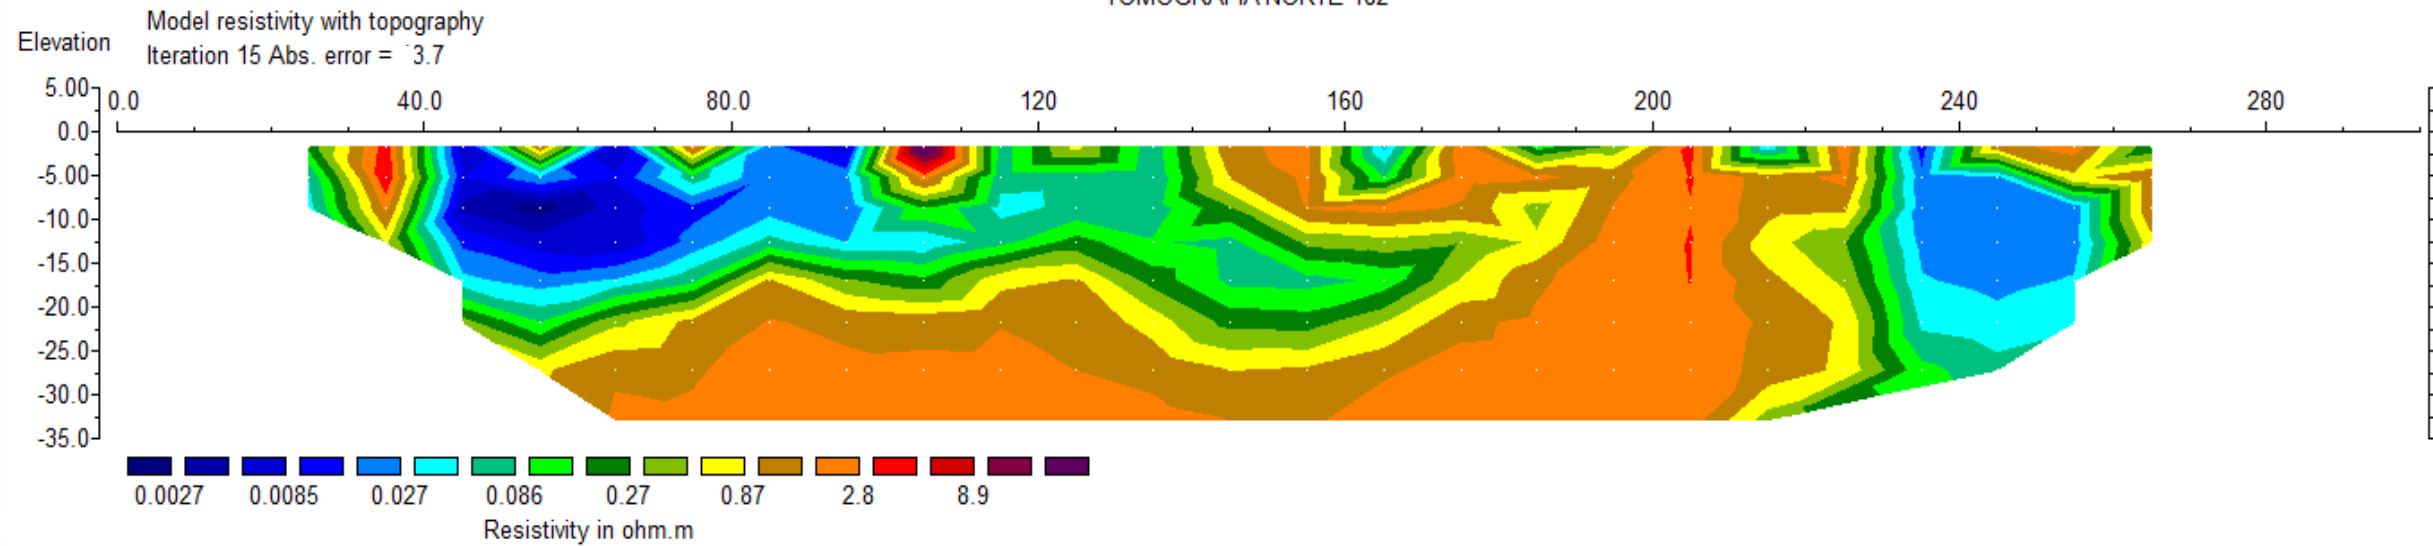 Model resistivity with topography
Elevation
Iteration 15 Abs. error = 3.7
5.00 0.0 40.0 80.0 120 160 200 240 280
0.0
-5.00
-10.0
-15.0
-20.0
-25.0
-30.0
-35.0
0.0027 0.0085 0.027 0.086 0.27 0.87 2.8 8.9
Resistivity in ohm.m